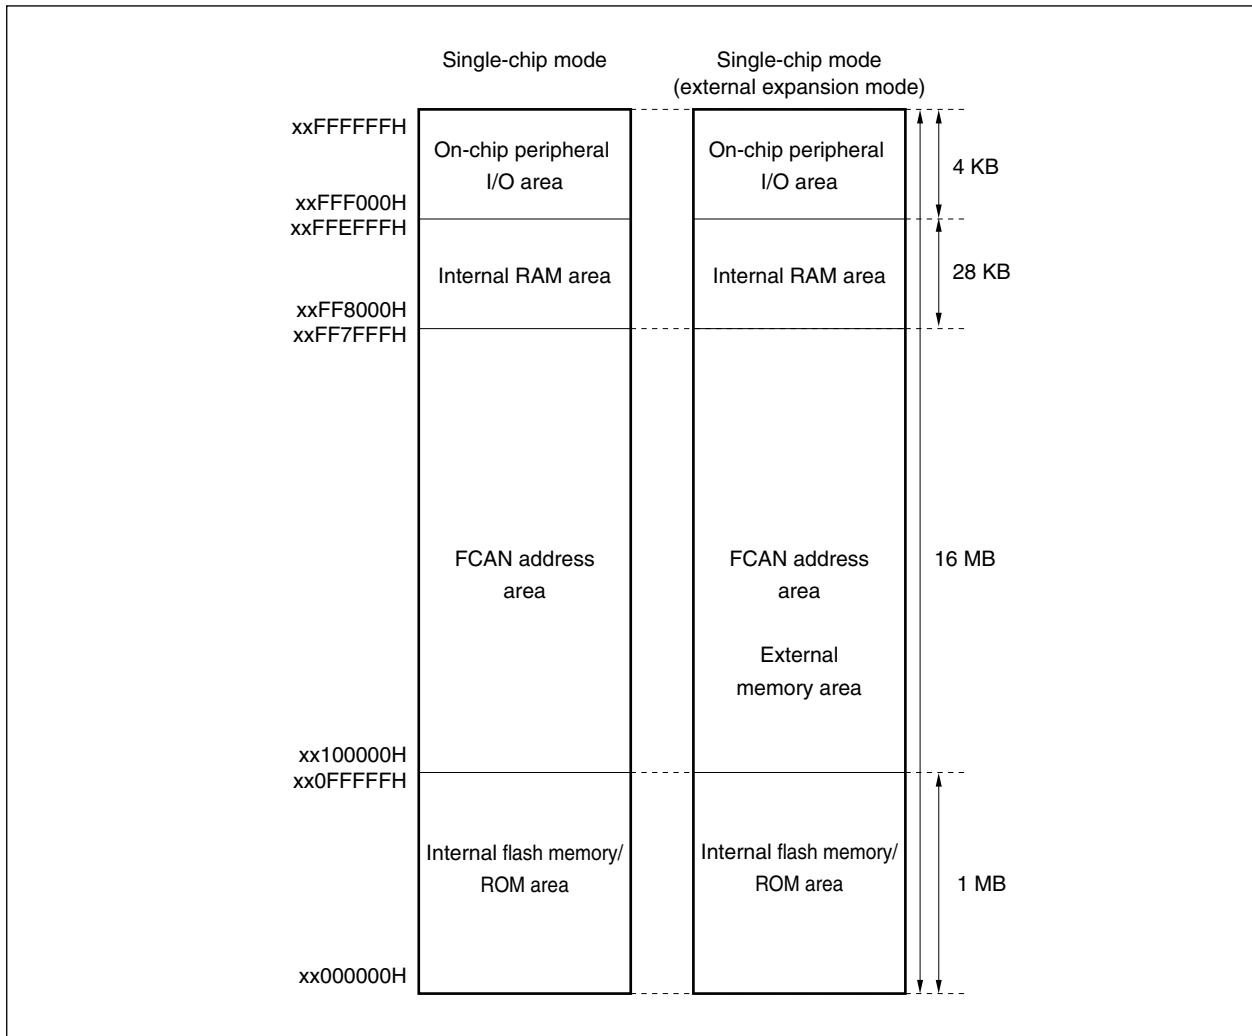 Single-chip mode
Single-chip mode
(external expansion mode)
xxFFFFFFH
On-chip peripheral
I/O area
On-chip peripheral
I/O area
4 KB
xxFFF000H
xxFFEFFFH
Internal RAM area
Internal RAM area
28 KB
xxFF8000H
xxFF7FFFH
FCAN address
area
FCAN address
area
16 MB
External
memory area
xx100000H
xx0FFFFFH
Internal flash memory/
ROM area
Internal flash memory/
ROM area
1 MB
xx000000H